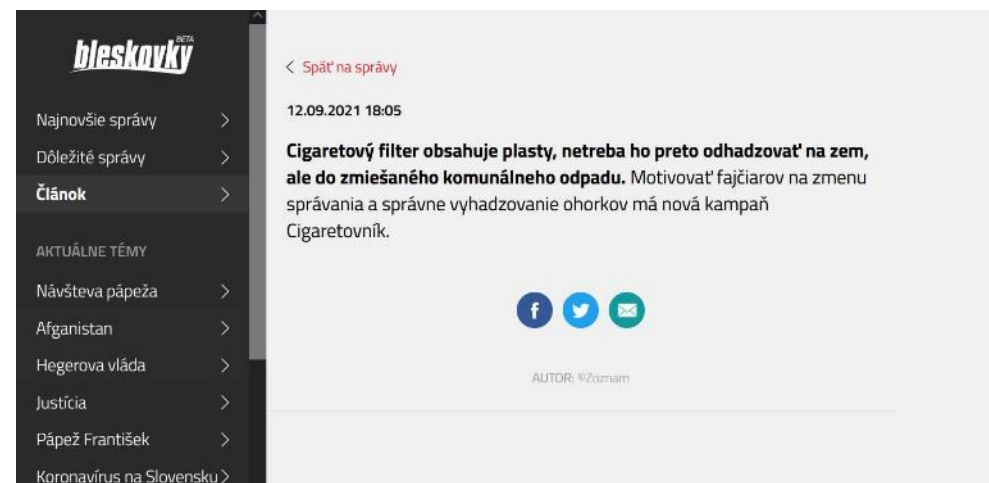 bleskovky BETA
Najnovšie správy
Dôležité správy
Článok
AKTUÁLNE TÉMY
Návšteva pápeža
Afganistan
Hegerova vláda
Justícia
Pápež František
Koronavírus na Slovensku
< Späť na správy
12.09.2021 18:05
Cigaretový filter obsahuje plasty, netreba ho preto odhadzovať na zem,
ale do zmiešaného komunálneho odpadu. Motivovať fajčiarov na zmenu
správania a správne vyhadzovanie ohorkov má nová kampaň
Cigaretovník.
AUTOR: ©Zoznam